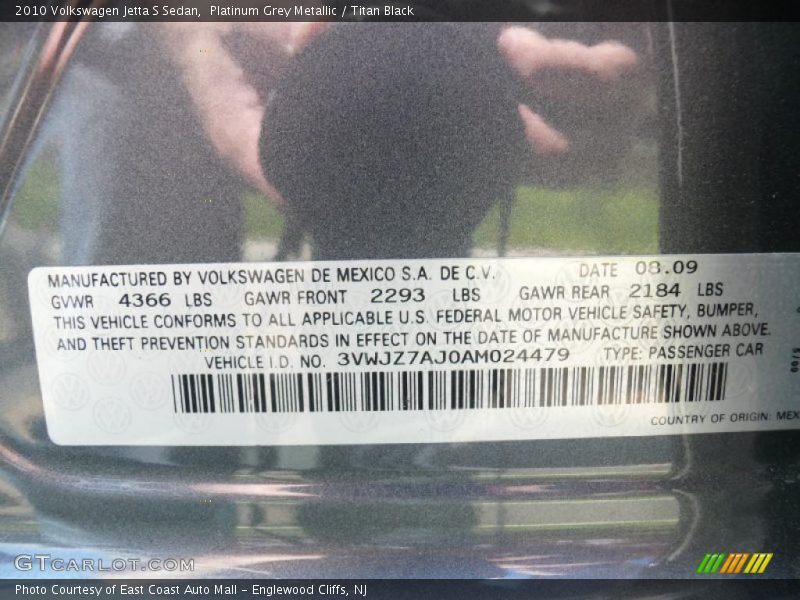 2010 Volkswagen Jetta S Sedan,  Platinum Grey Metallic / Titan Black
MANUFACTURED BY VOLKSWAGEN DE MEXICO S.A. DE C.V. DATE 08.09
GVWR 4366 LBS GAWR FRONT 2293 LBS GAWR REAR 2184 LBS
THIS VEHICLE CONFORMS TO ALL APPLICABLE U.S. FEDERAL MOTOR VEHICLE SAFETY, BUMPER,
AND THEFT PREVENTION STANDARDS IN EFFECT ON THE DATE OF MANUFACTURE SHOWN ABOVE.
VEHICLE I.D. NO. 3VWJZ7AJ0AM024479 TYPE: PASSENGER CAR
COUNTRY OF ORIGIN: MEX
GTCARLOT.COM
Photo Courtesy of East Coast Auto Mall - Englewood Cliffs, NJ